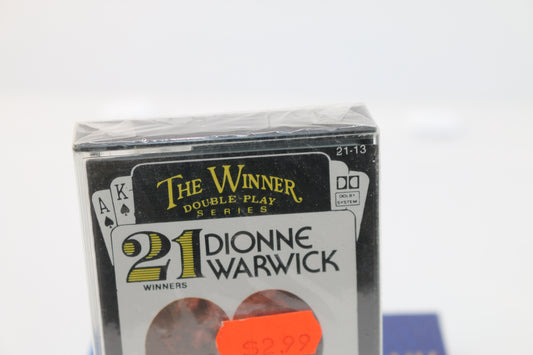 21-13
A K
THE WINNER
DOUBLE-PLAY
SERIES
DOLBY
SYSTEM
21 DIONNE
WARWICK
WINNERS
$2.99